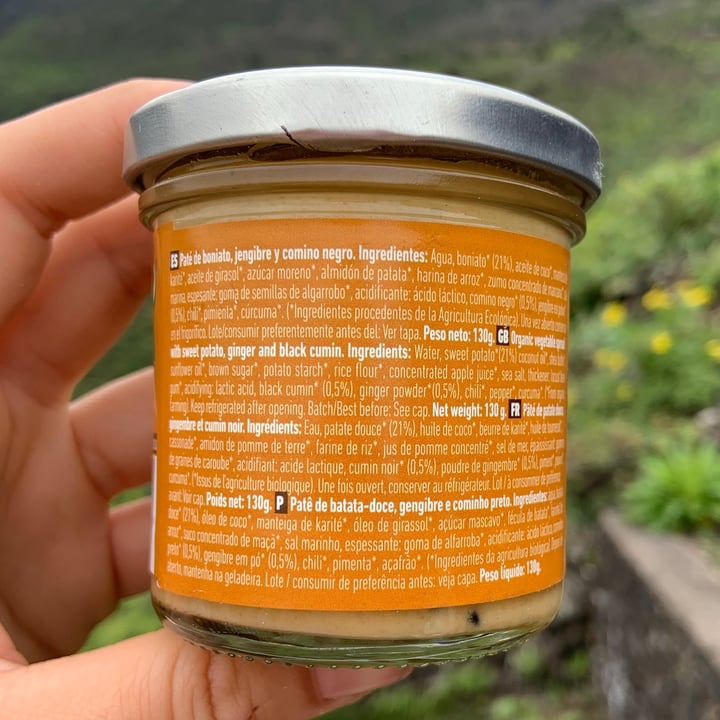 ES Paté de boniato, jengibre y comino negro. Ingredientes: Agua, boniato* (21%), aceite de coco*,
karité*, aceite de girasol*, azúcar moreno*, almidón de patata*, harina de arroz*, zumo concentrado de manzana*, sal
marina, espesante: goma de semillas de algarrobo*, acidificante: ácido láctico, comino negro* (0,5%), jengibre en polvo*
(0,5%), chili*, pimienta*, cúrcuma*. (*Ingredientes procedentes de la Agricultura Ecológica). Una vez abierto conservar
en el frigorífico. Lote/consumir preferentemente antes del: Ver tapa. Peso neto: 130g. GB Organic vegetable spread
with sweet potato, ginger and black cumin. Ingredients: Water, sweet potato* (21%) coconut oil*, shea butter*
sunflower oil*, brown sugar*, potato starch*, rice flour*, concentrated apple juice*, sea salt, thickener: locust bean
gum*, acidifying: lactic acid, black cumin* (0,5%), ginger powder*(0,5%), chili*, pepper*, curcuma*. (*From organic
farming). Keep refrigerated after opening. Batch/Best before: See cap. Net weight: 130 g. FR Pâté de patate douce,
gingembre et cumin noir. Ingrédients: Eau, patate douce* (21%), huile de coco*, beurre de karité*, huile de tournesol*,
cassonade*, amidon de pomme de terre*, farine de riz*, jus de pomme concentré*, sel de mer, épaississant: gomme
de graines de caroube*, acidifiant: acide lactique, cumin noir* (0,5%), poudre de gingembre* (0,5%), piment*, poivre*
curcuma*. (*Issus de l'agriculture biologique). Une fois ouvert, conserver au réfrigérateur. Lot / à consommer de préférence
avant: Voir cap. Poids net: 130g. P Patê de batata-doce, gengibre e cominho preto. Ingredientes: água, batata
doce* (21%), óleo de coco*, manteiga de karité*, óleo de girassol*, açúcar mascavo*, fécula de batata*, farinha de
arroz*, suco concentrado de maçã*, sal marinho, espessante: goma de alfarroba*, acidificante: ácido láctico, cominho
preto* (0,5%), gengibre em pó* (0,5%), chili*, pimenta*, açafrão*. (*Ingredientes da agricultura biológica). Depois de
aberto, mantenha na geladeira. Lote / consumir de preferência antes: veja capa. Peso líquido: 130g.